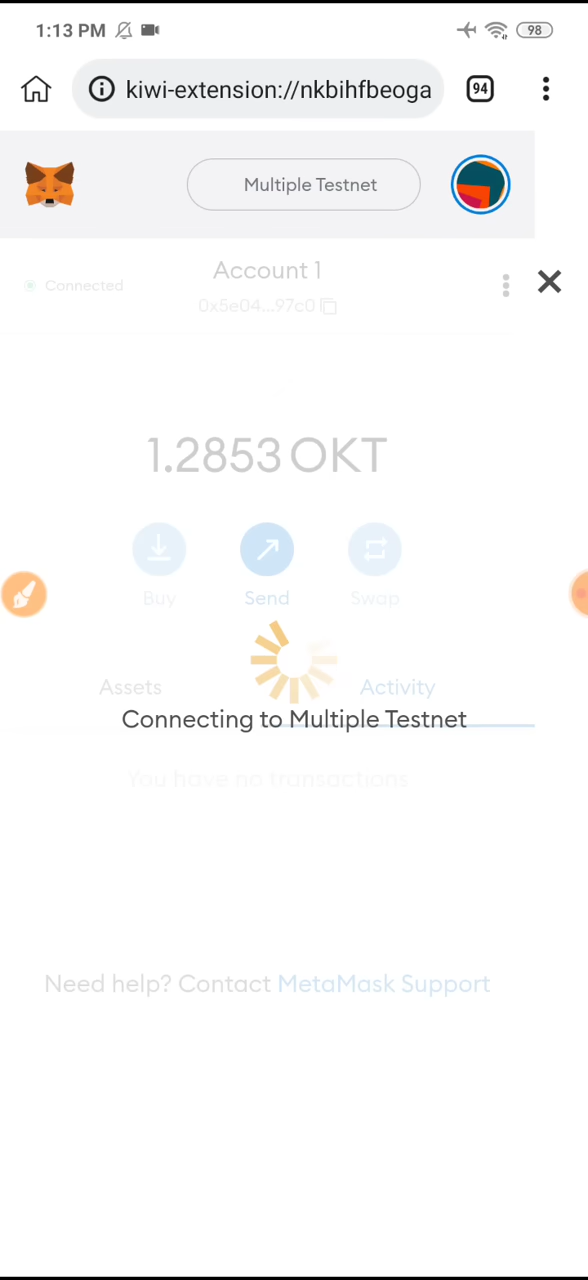 1:13 PM
98
kiwi-extension://nkbihfbeoga
94
Multiple Testnet
Connected
Account 1
0x5e04...97c0
1.2853 OKT
Buy
Send
Swap
Assets
Activity
Connecting to Multiple Testnet
You have no transactions
Need help? Contact MetaMask Support